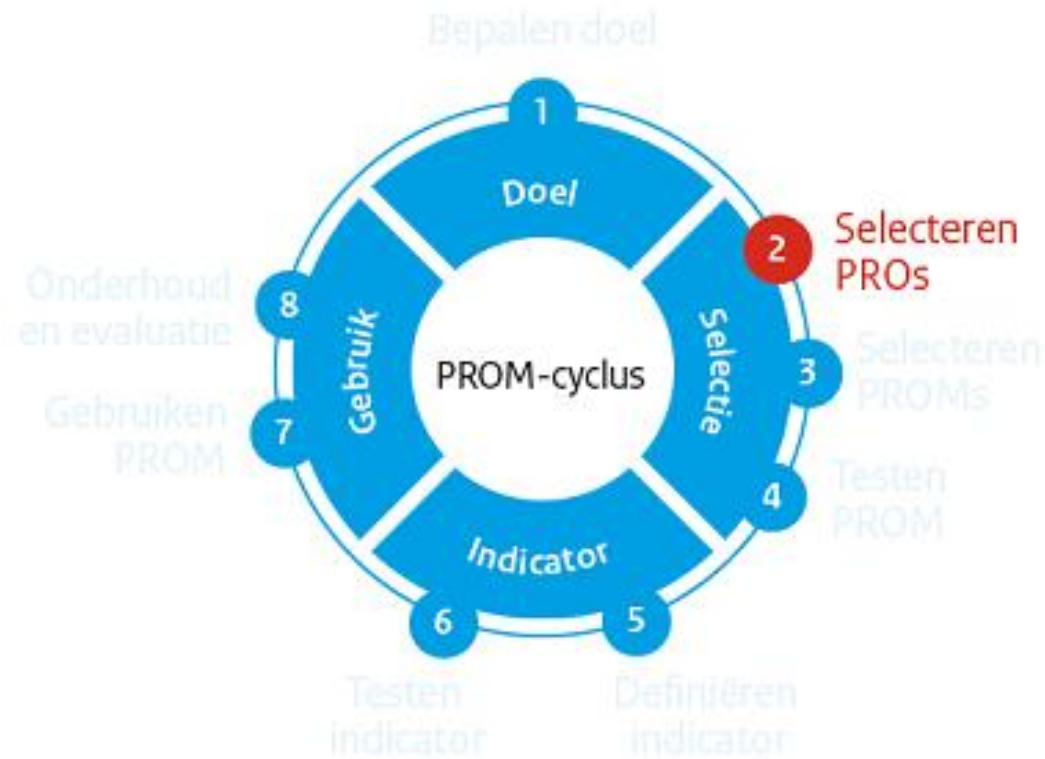 Bepalen doel
1
Doel
2
Selecteren
PROs
Selectie
3
Selecteren
PROMs
4
Testen
PROM
5
Definiëren
indicator
Indicator
6
Testen
indicator
7
Gebruiken
PROM
Gebruik
8
Onderhoud
en evaluatie
PROM-cyclus